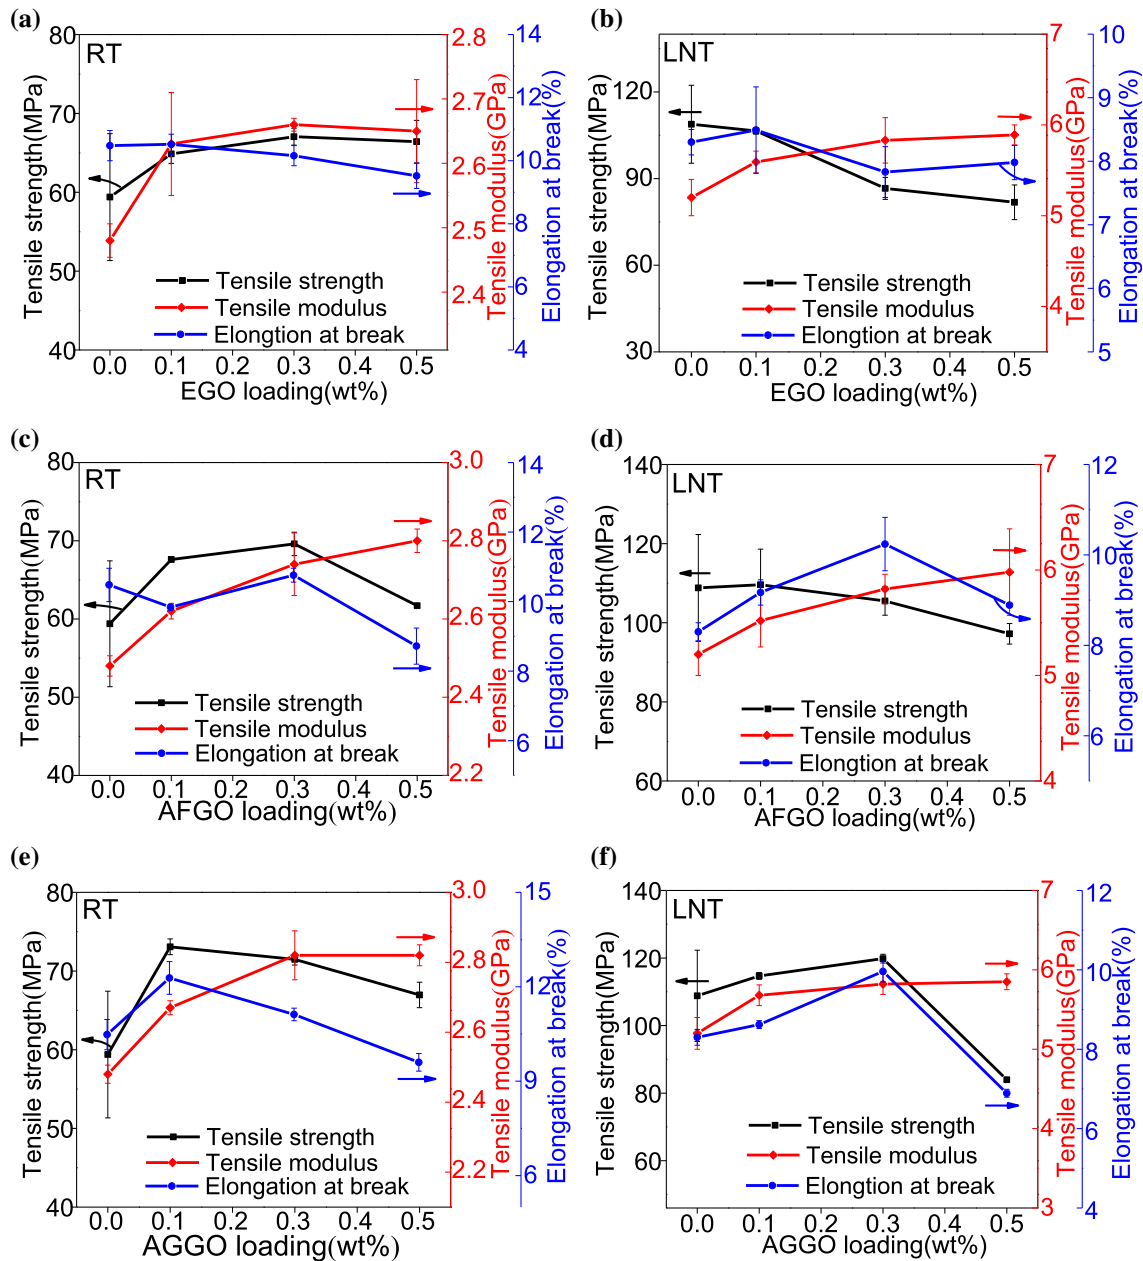 (a)
RT
80
70
60
50
40
Tensile strength(MPa)
0.0 0.1 0.2 0.3 0.4 0.5
EGO loading(wt%)
2.8
2.7
2.6
2.5
2.4
Tensile modulus(GPa)
14
12
10
8
6
4
Elongation at break(%)
Tensile strength
Tensile modulus
Elongtion at break
(b)
LNT
120
90
60
30
Tensile strength(MPa)
0.0 0.1 0.2 0.3 0.4 0.5
EGO loading(wt%)
7
6
5
4
Tensile modulus(GPa)
10
9
8
7
6
5
Elongation at break(%)
Tensile strength
Tensile modulus
Elongtion at break
(c)
RT
80
70
60
50
40
Tensile strength(MPa)
0.0 0.1 0.2 0.3 0.4 0.5
AFGO loading(wt%)
3.0
2.8
2.6
2.4
2.2
Tensile modulus(GPa)
14
12
10
8
6
Elongation at break(%)
Tensile strength
Tensile modulus
Elongation at break
(d)
LNT
140
120
100
80
60
Tensile strength(MPa)
0.0 0.1 0.2 0.3 0.4 0.5
AFGO loading(wt%)
7
6
5
4
Tensile modulus(GPa)
12
10
8
6
Elongation at break(%)
Tensile strength
Tensile modulus
Elongtion at break
(e)
RT
80
70
60
50
40
Tensile strength(MPa)
0.0 0.1 0.2 0.3 0.4 0.5
AGGO loading(wt%)
3.0
2.8
2.6
2.4
2.2
Tensile modulus(GPa)
15
12
9
6
Elongation at break(%)
Tensile strength
Tensile modulus
Elongation at break
(f)
LNT
140
120
100
80
60
Tensile strength(MPa)
0.0 0.1 0.2 0.3 0.4 0.5
AGGO loading(wt%)
7
6
5
4
3
Tensile modulus(GPa)
12
10
8
6
4
Elongation at break(%)
Tensile strength
Tensile modulus
Elongtion at break